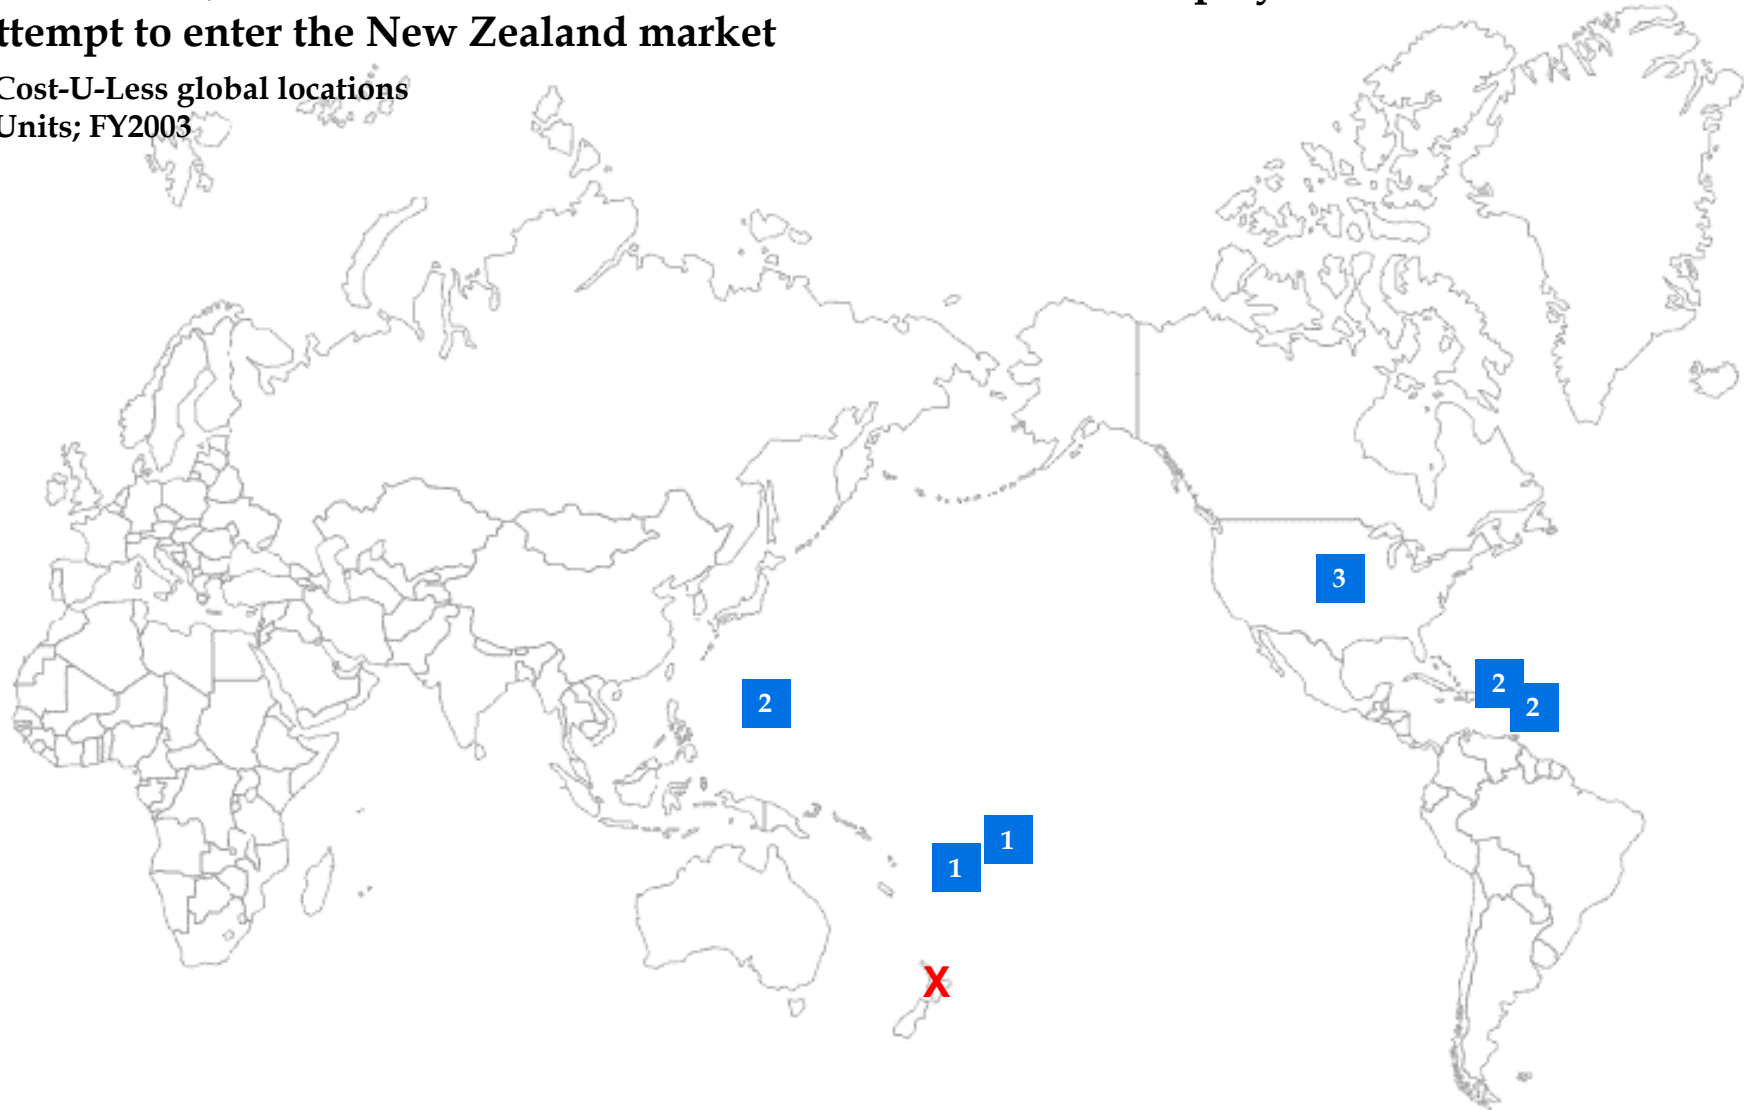 ttempt to enter the New Zealand market
Cost-U-Less global locations
Units; FY2003
3
2
2
2
1
1
X